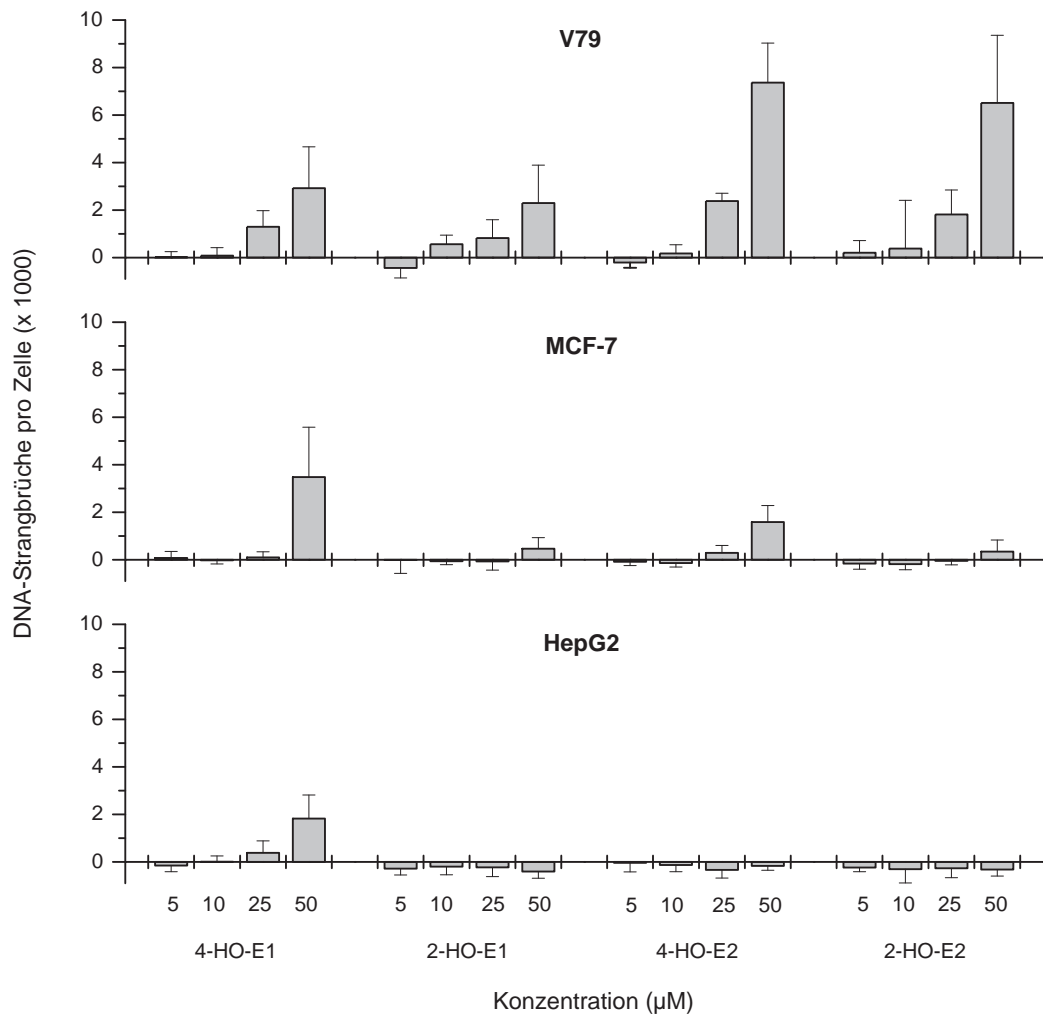 DNA-Strangbrüche pro Zelle (x 1000)
V79
10
8
6
4
2
0
MCF-7
10
8
6
4
2
0
HepG2
10
8
6
4
2
0
5 10 25 50 5 10 25 50 5 10 25 50 5 10 25 50
4-HO-E1 2-HO-E1 4-HO-E2 2-HO-E2
Konzentration (µM)